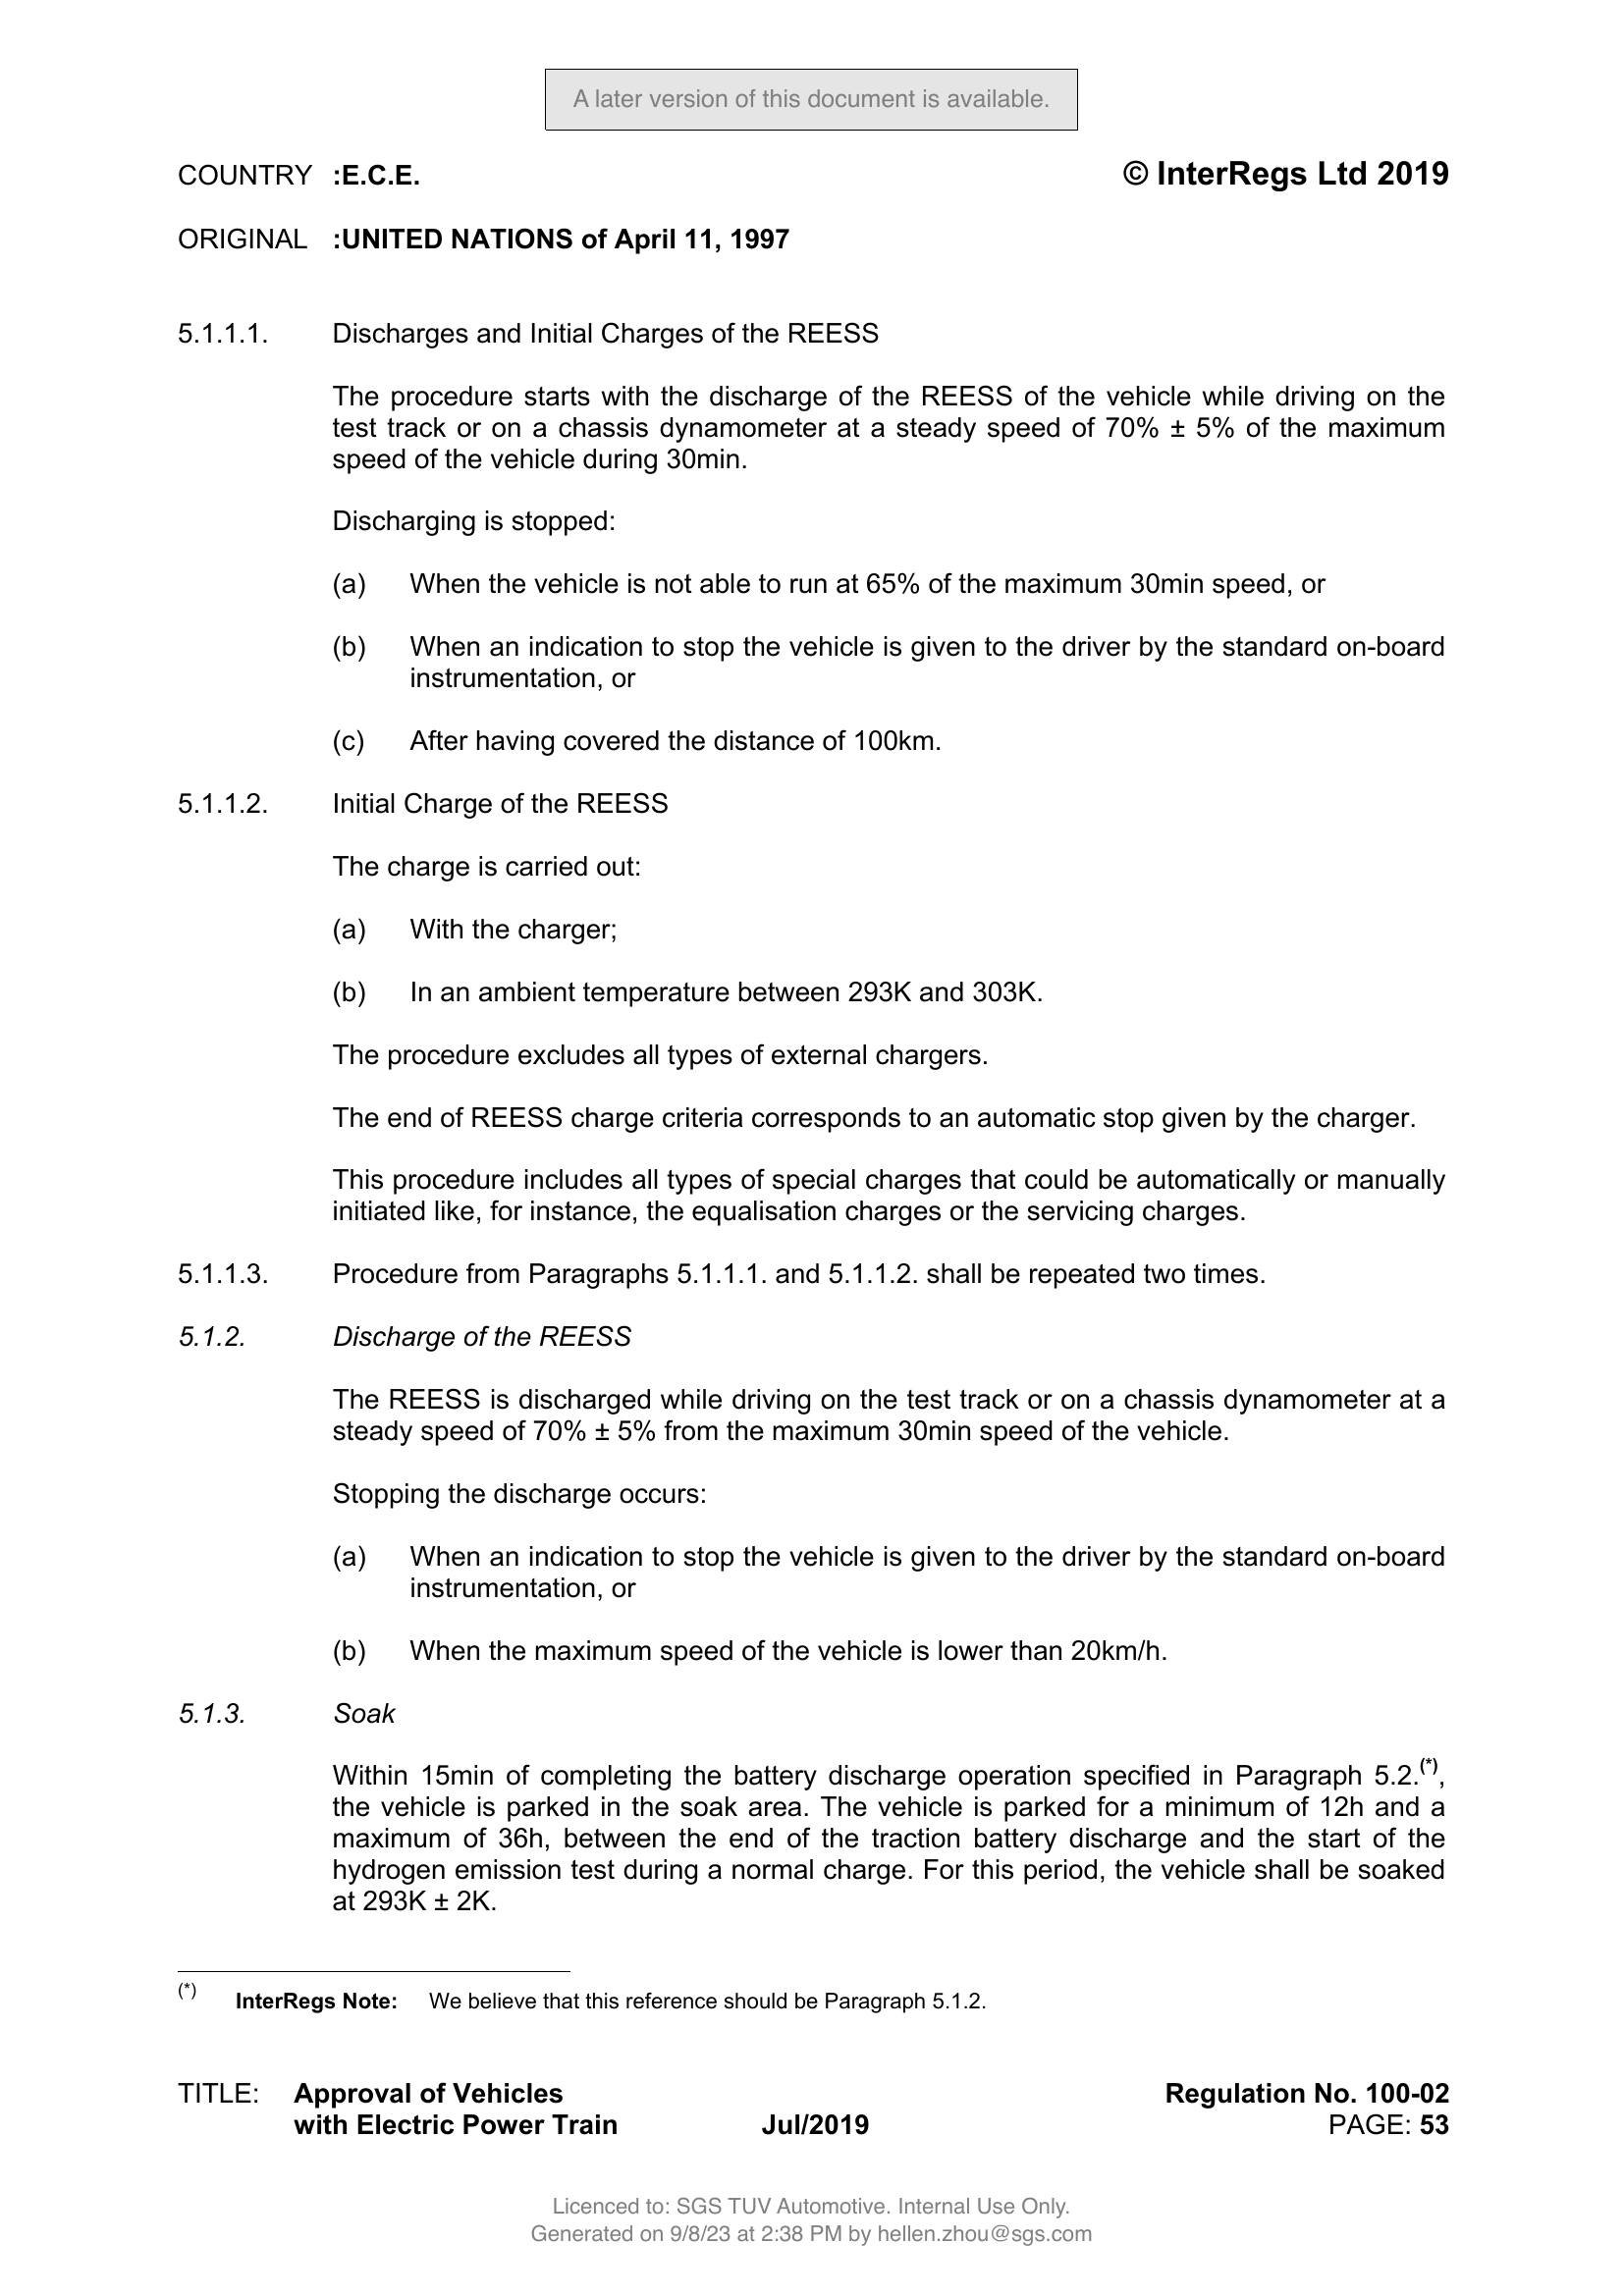 A later version of this document is available.
COUNTRY :E.C.E. © InterRegs Ltd 2019
ORIGINAL :UNITED NATIONS of April 11, 1997
5.1.1.1. Discharges and Initial Charges of the REESS
The procedure starts with the discharge of the REESS of the vehicle while driving on the
test track or on a chassis dynamometer at a steady speed of 70% ± 5% of the maximum
speed of the vehicle during 30min.
Discharging is stopped:
(a) When the vehicle is not able to run at 65% of the maximum 30min speed, or
(b) When an indication to stop the vehicle is given to the driver by the standard on-board
instrumentation, or
(c) After having covered the distance of 100km.
5.1.1.2. Initial Charge of the REESS
The charge is carried out:
(a) With the charger;
(b) In an ambient temperature between 293K and 303K.
The procedure excludes all types of external chargers.
The end of REESS charge criteria corresponds to an automatic stop given by the charger.
This procedure includes all types of special charges that could be automatically or manually
initiated like, for instance, the equalisation charges or the servicing charges.
5.1.1.3. Procedure from Paragraphs 5.1.1.1. and 5.1.1.2. shall be repeated two times.
5.1.2. Discharge of the REESS
The REESS is discharged while driving on the test track or on a chassis dynamometer at a
steady speed of 70% ± 5% from the maximum 30min speed of the vehicle.
Stopping the discharge occurs:
(a) When an indication to stop the vehicle is given to the driver by the standard on-board
instrumentation, or
(b) When the maximum speed of the vehicle is lower than 20km/h.
5.1.3. Soak
Within 15min of completing the battery discharge operation specified in Paragraph 5.2.(*),
the vehicle is parked in the soak area. The vehicle is parked for a minimum of 12h and a
maximum of 36h, between the end of the traction battery discharge and the start of the
hydrogen emission test during a normal charge. For this period, the vehicle shall be soaked
at 293K ± 2K.
(*) InterRegs Note: We believe that this reference should be Paragraph 5.1.2.
TITLE: Approval of Vehicles Regulation No. 100-02
with Electric Power Train Jul/2019 PAGE: 53
Licenced to: SGS TUV Automotive. Internal Use Only.
Generated on 9/8/23 at 2:38 PM by hellen.zhou@sgs.com